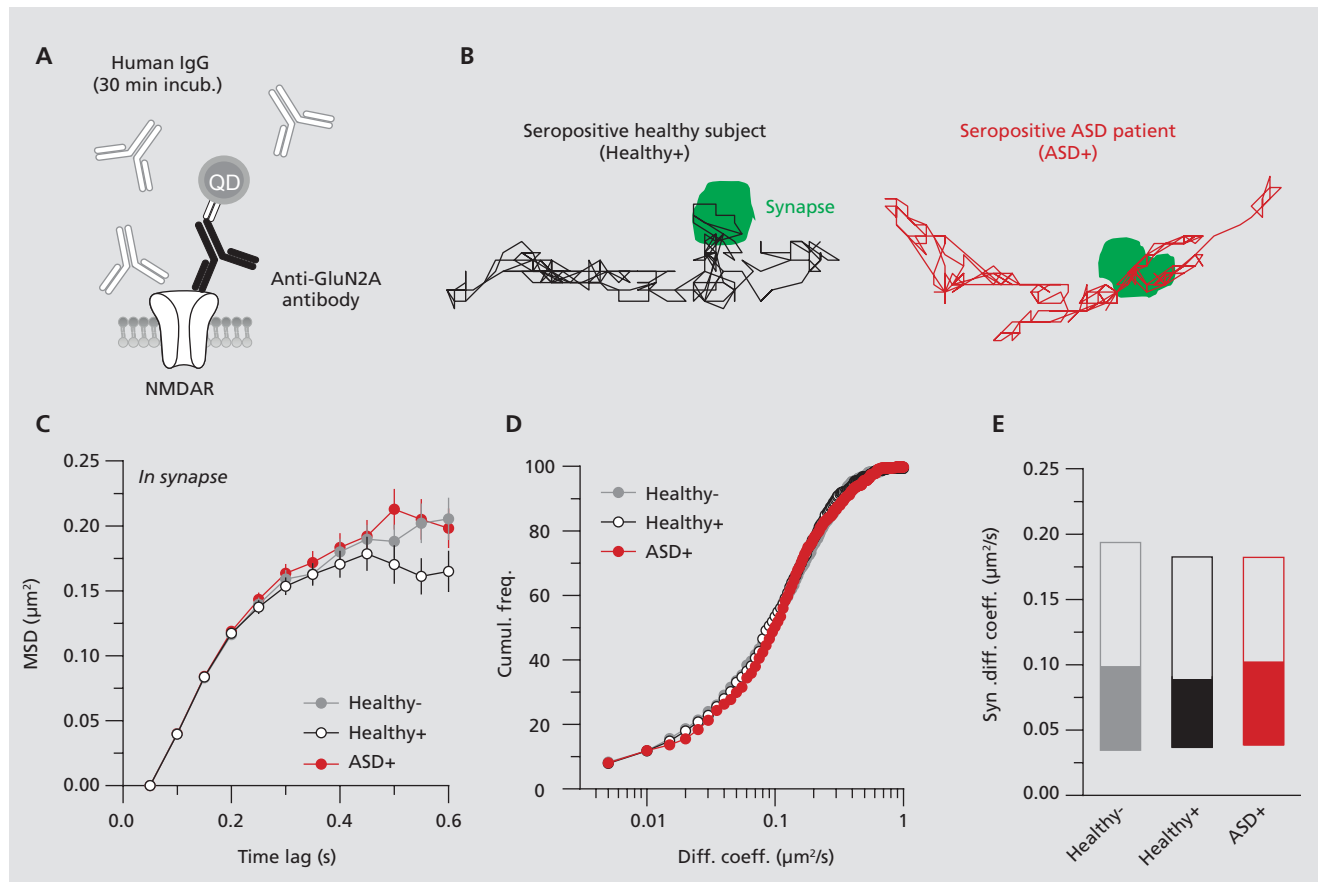 A
Human IgG
(30 min incub.)
QD
Anti-GluN2A
antibody
NMDAR
B
Seropositive healthy subject
(Healthy+)
Synapse
Seropositive ASD patient
(ASD+)
C
In synapse
0.25
0.20
0.15
0.10
0.05
0.00
MSD (µm²)
Healthy-
Healthy+
ASD+
0.0
0.2
0.4
0.6
Time lag (s)
D
100
80
60
40
20
0
Cumul. freq.
Healthy-
Healthy+
ASD+
0.01
0.1
1
Diff. coeff. (µm²/s)
E
0.25
0.20
0.15
0.10
0.05
0.00
Syn .diff. coeff. (µm²/s)
Healthy-
Healthy+
ASD+